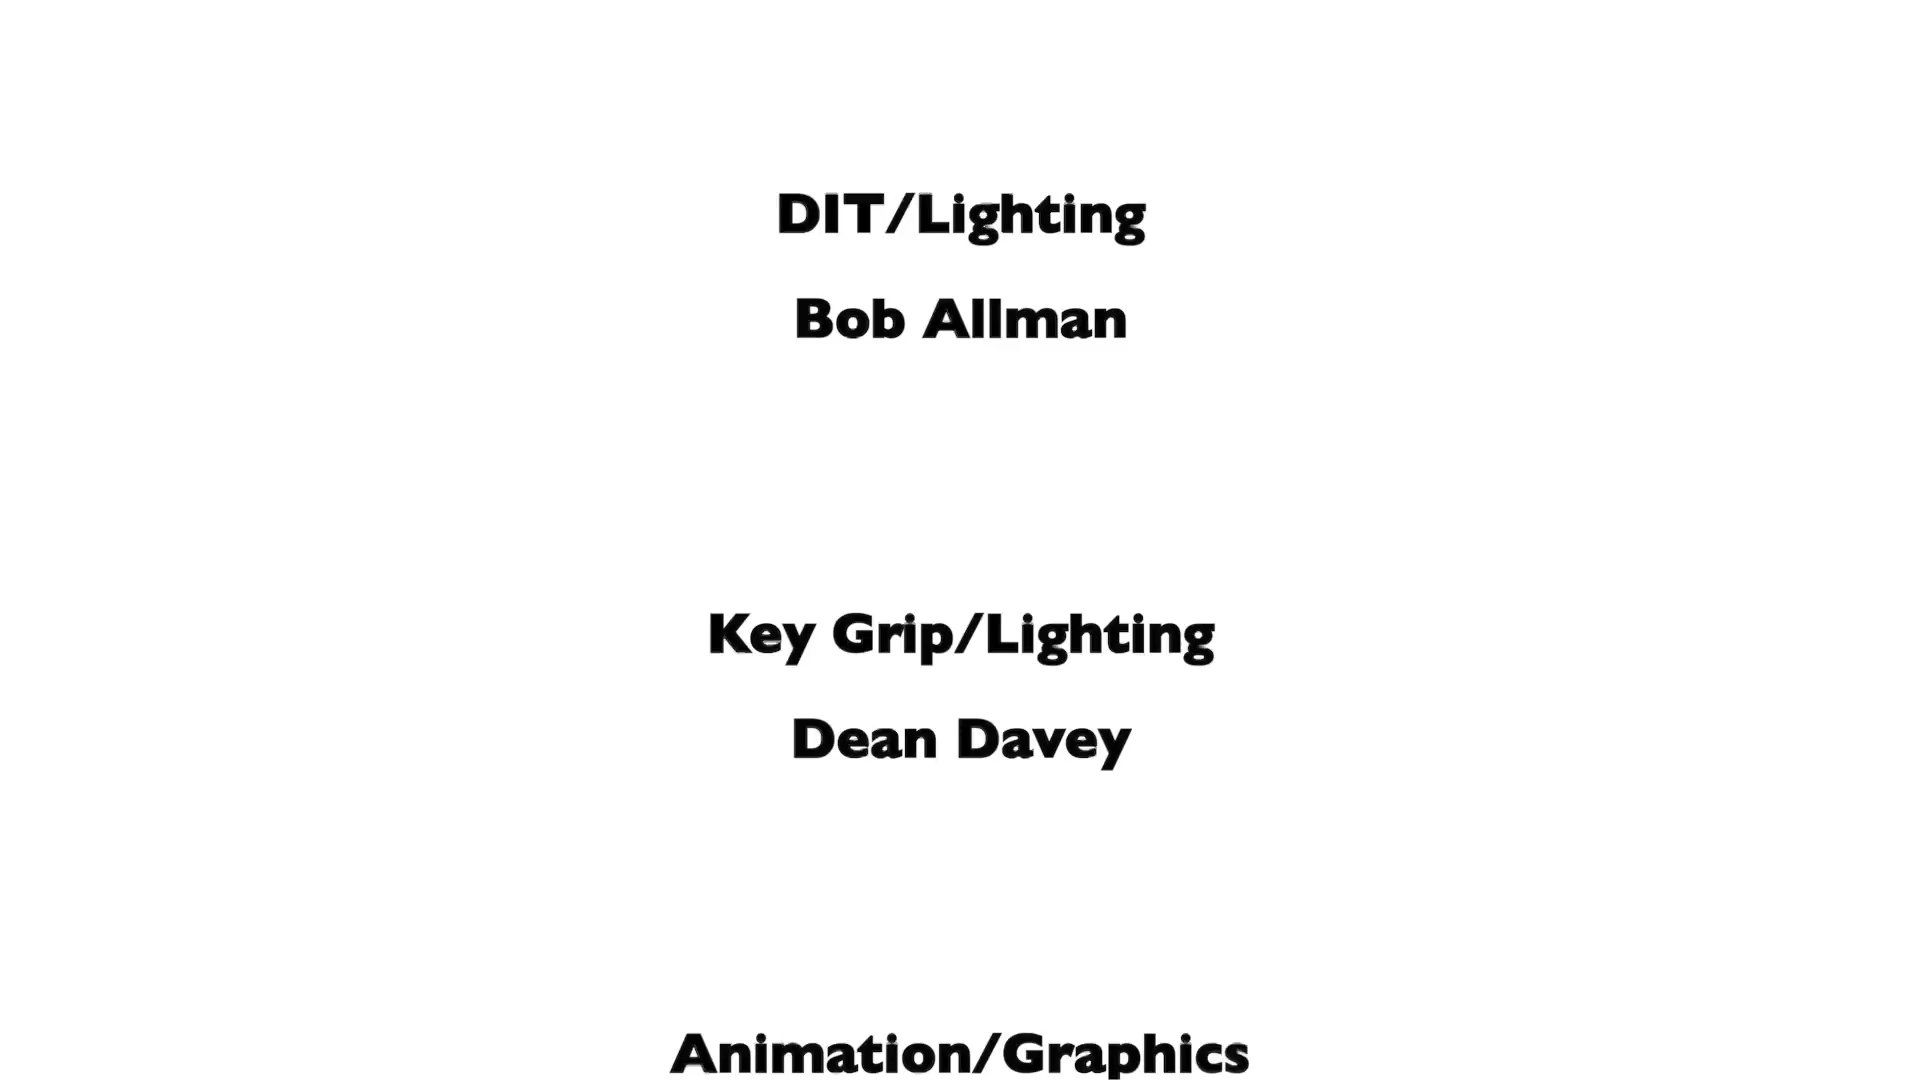 DIT/Lighting
Bob Allman
Key Grip/Lighting
Dean Davey
Animation/Graphics